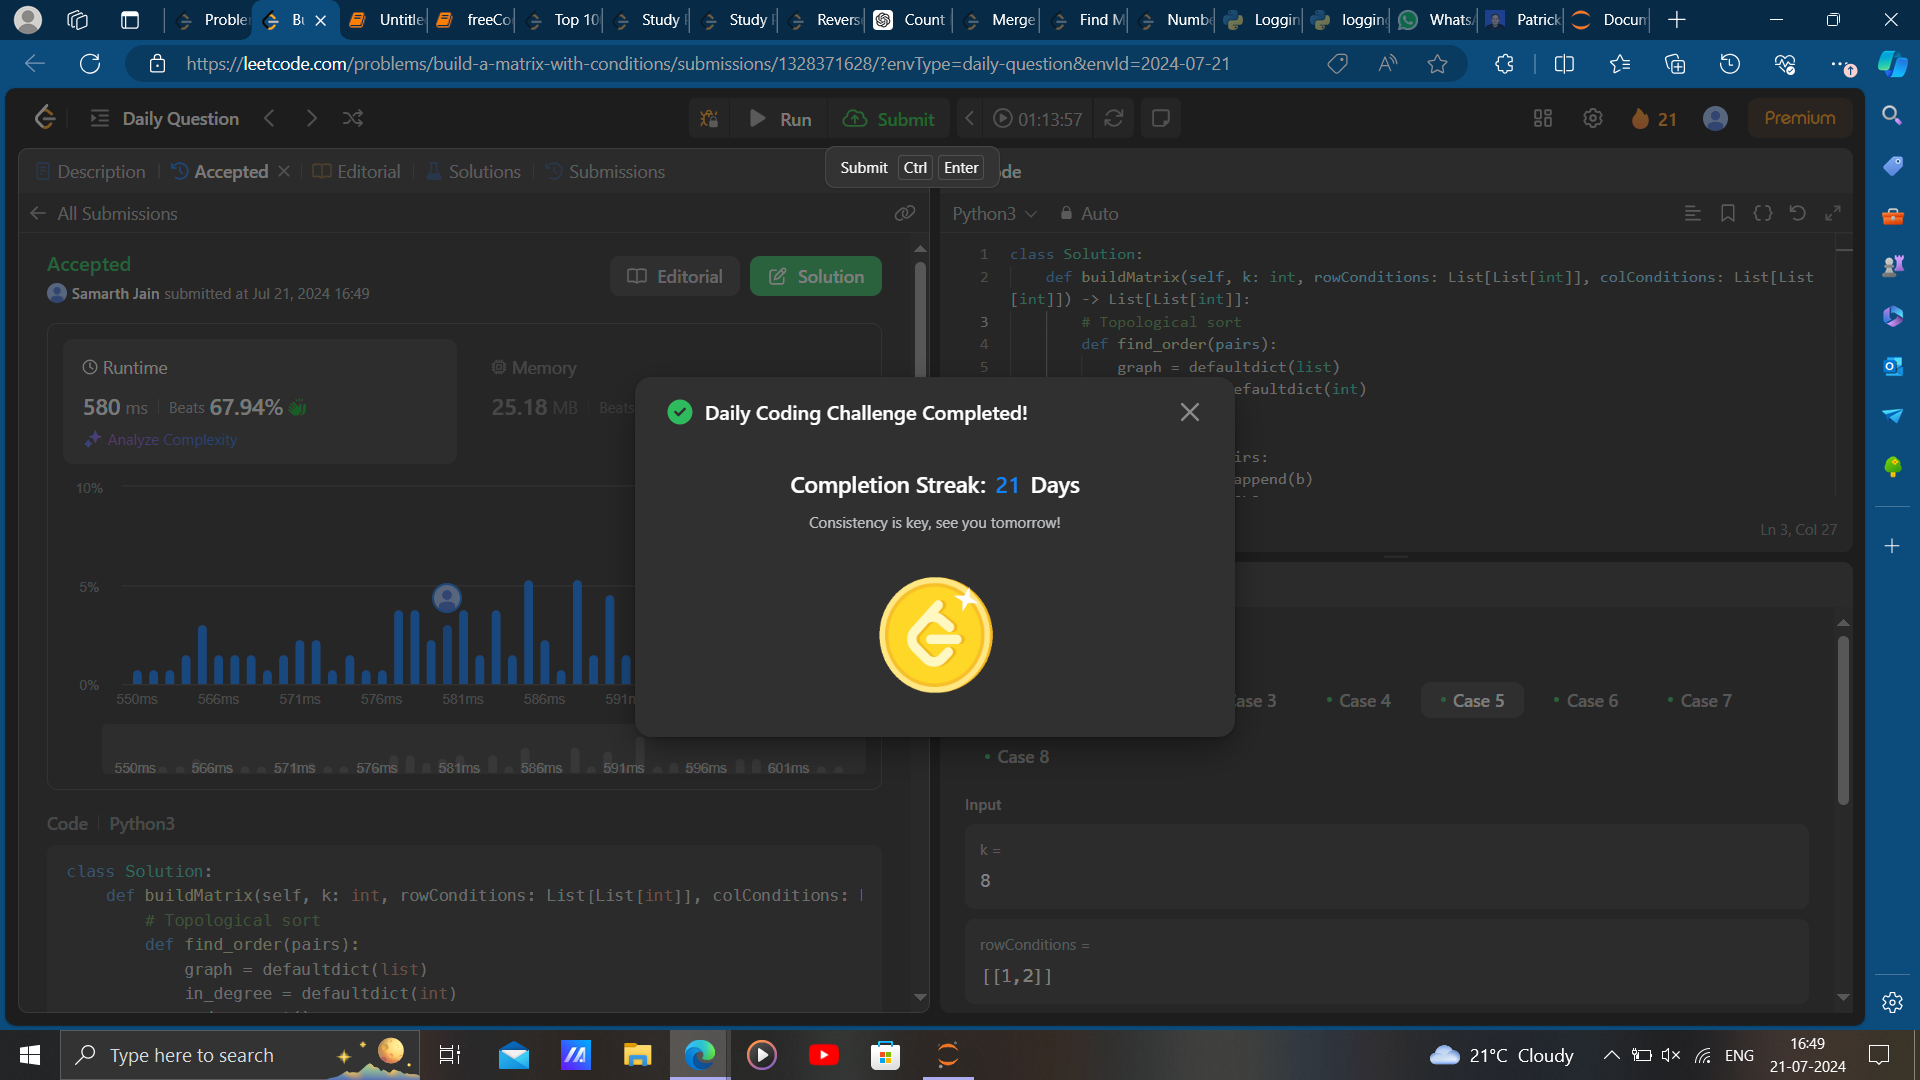 Proble
Bu
Untitle
freeCo
Top 10
Study P
Study P
Revers
Count
Merge
Find M
Numbe
Loggin
logging
Whats
Patrick
Docum
https://leetcode.com/problems/build-a-matrix-with-conditions/submissions/1328371628/?envType=daily-question&envId=2024-07-21
Daily Question
Run
Submit
01:13:57
21
Premium
Description
Accepted
Editorial
Solutions
Submissions
Submit Ctrl Enter
de
All Submissions
Python3
Auto
Accepted
Samarth Jain submitted at Jul 21, 2024 16:49
Editorial
Solution
Runtime
580 ms
Beats 67.94%
Analyze Complexity
Memory
25.18 MB
Beats
10%
5%
0%
550ms 566ms 571ms 576ms 581ms 586ms 591m
550ms 566ms 571ms 576ms 581ms 586ms 591ms 596ms 601ms
Code
Python3
class Solution:
def buildMatrix(self, k: int, rowConditions: List[List[int]], colConditions: l
# Topological sort
def find_order(pairs):
graph = defaultdict(list)
in_degree = defaultdict(int)
1 class Solution:
2 def buildMatrix(self, k: int, rowConditions: List[List[int]], colConditions: List[List
[int]]) -> List[List[int]]:
3 # Topological sort
4 def find_order(pairs):
5 graph = defaultdict(list)
efaultdict(int)
irs:
append(b)
Ln 3, Col 27
Daily Coding Challenge Completed!
Completion Streak: 21 Days
Consistency is key, see you tomorrow!
ase 3
Case 4
Case 5
Case 6
Case 7
Case 8
Input
k =
8
rowConditions =
[[1,2]]
Type here to search
21°C Cloudy
ENG
16:49
21-07-2024